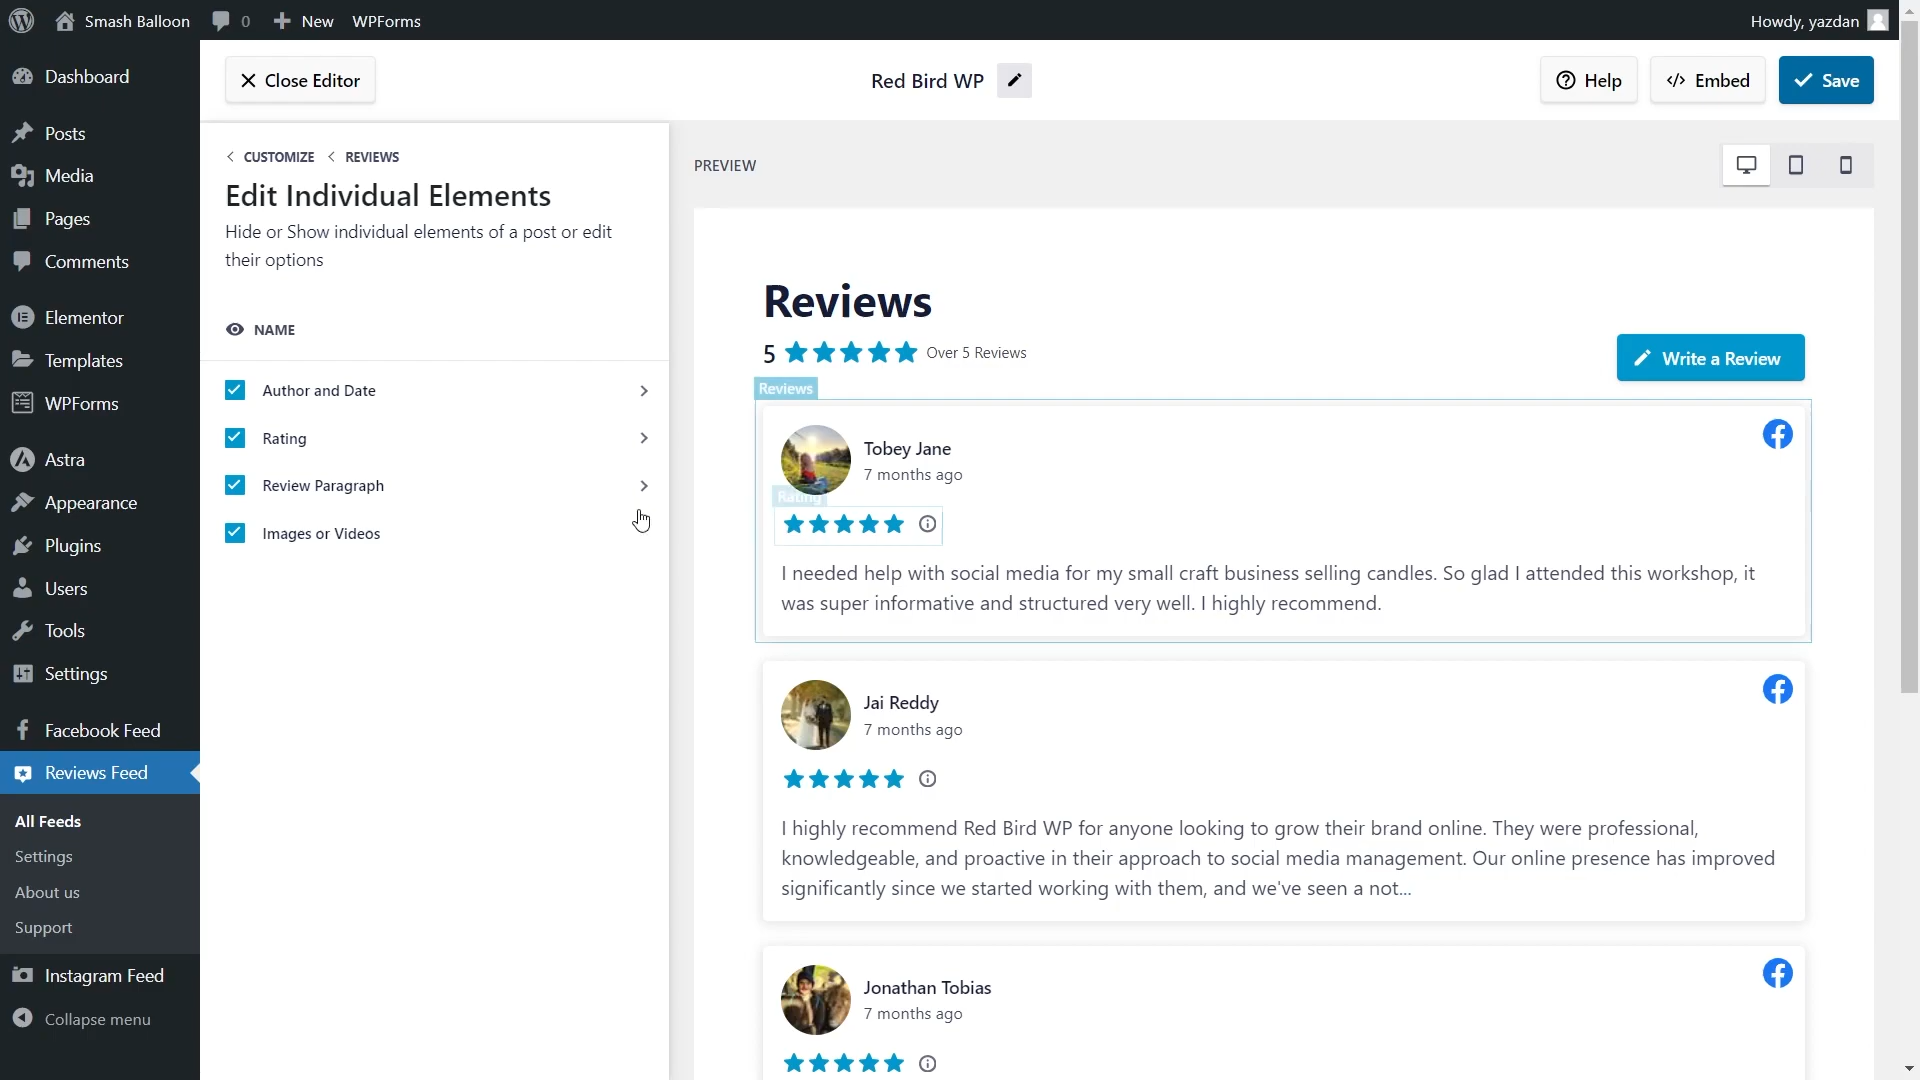 Smash Balloon
0
New
WPForms
Howdy, yazdan
Dashboard
Posts
Media
Pages
Comments
Elementor
Templates
WPForms
Astra
Appearance
Plugins
Users
Tools
Settings
Facebook Feed
Reviews Feed
All Feeds
Settings
About us
Support
Instagram Feed
Collapse menu
Close Editor
Red Bird WP
Help
</> Embed
Save
< CUSTOMIZE < REVIEWS
Edit Individual Elements
Hide or Show individual elements of a post or edit
their options
NAME
Author and Date
Rating
Review Paragraph
Images or Videos
PREVIEW
Reviews
5
Over 5 Reviews
Write a Review
Reviews
Tobey Jane
7 months ago
Rating
I needed help with social media for my small craft business selling candles. So glad I attended this workshop, it
was super informative and structured very well. I highly recommend.
Jai Reddy
7 months ago
I highly recommend Red Bird WP for anyone looking to grow their brand online. They were professional,
knowledgeable, and proactive in their approach to social media management. Our online presence has improved
significantly since we started working with them, and we've seen a not...
Jonathan Tobias
7 months ago